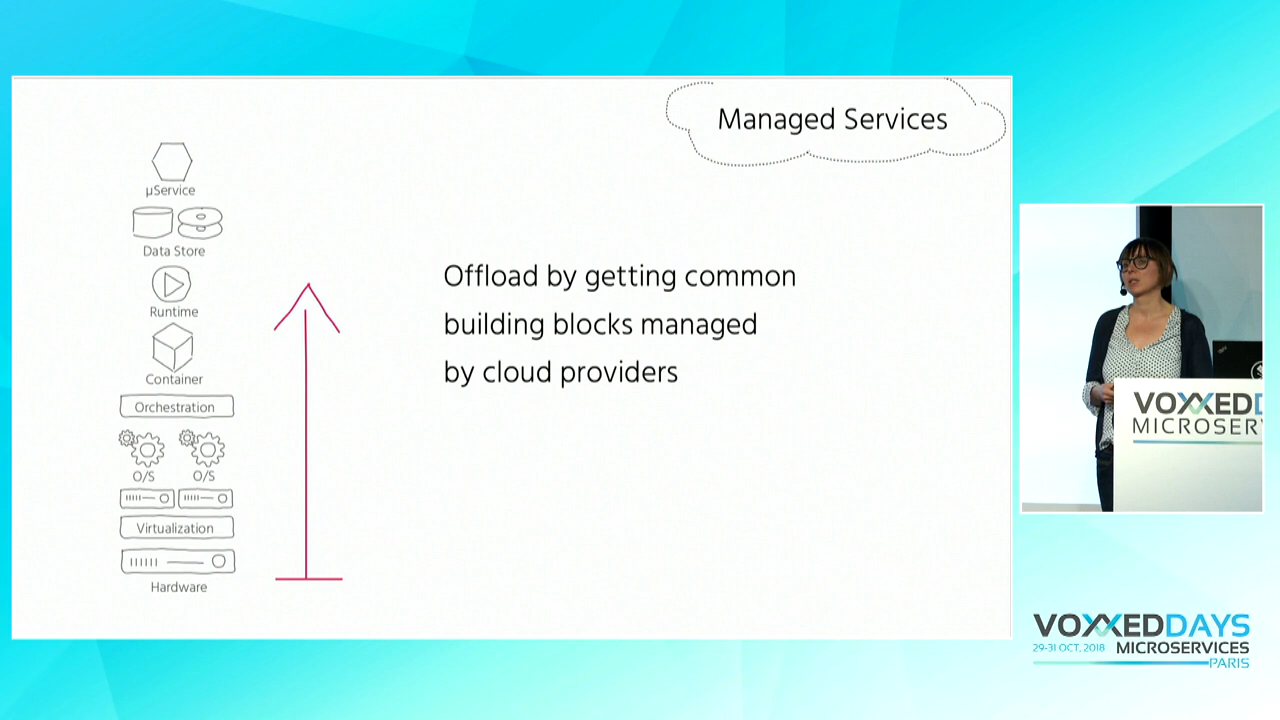 Managed Services
µService
Data Store
Runtime
Container
Orchestration
O/S O/S
Virtualization
Hardware
Offload by getting common
building blocks managed
by cloud providers
VOXXED
MICROSER
VOXXEDDAYS
29-31 OCT, 2018 MICROSERVICES
PARIS